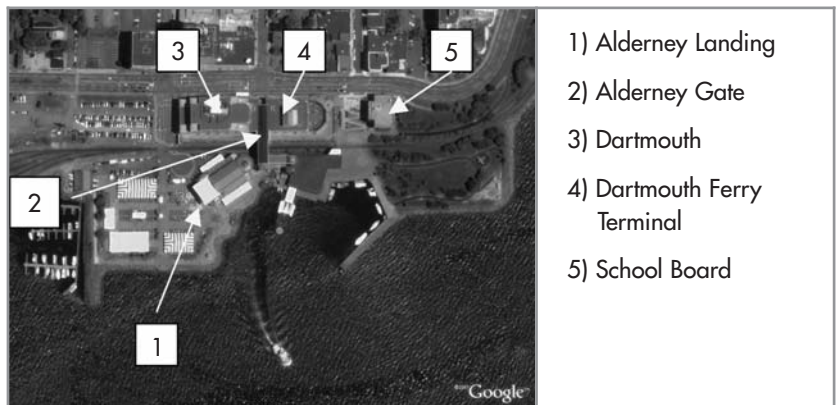 3
4
5
2
1
Google
1) Alderney Landing
2) Alderney Gate
3) Dartmouth
4) Dartmouth Ferry
Terminal
5) School Board